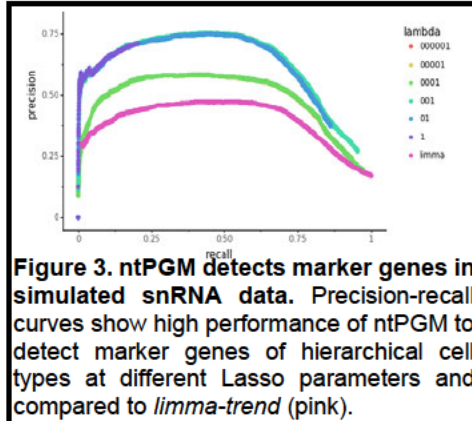 0.75
0.50
0.25
0
precision
0
0.25
0.50
0.75
1
recall
lambda
000001
00001
0001
001
01
1
limma
Figure 3. ntPGM detects marker genes in
simulated snRNA data. Precision-recall
curves show high performance of ntPGM to
detect marker genes of hierarchical cell
types at different Lasso parameters and
compared to limma-trend (pink).